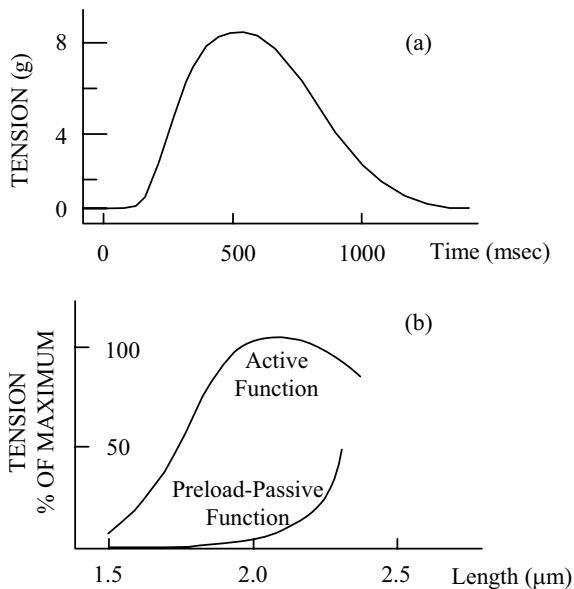 (a)
TENSION (g)
8
4
0
0 500 1000
Time (msec)
(b)
TENSION
% OF MAXIMUM
100
50
Active
Function
Preload-Passive
Function
1.5 2.0 2.5 Length (μm)